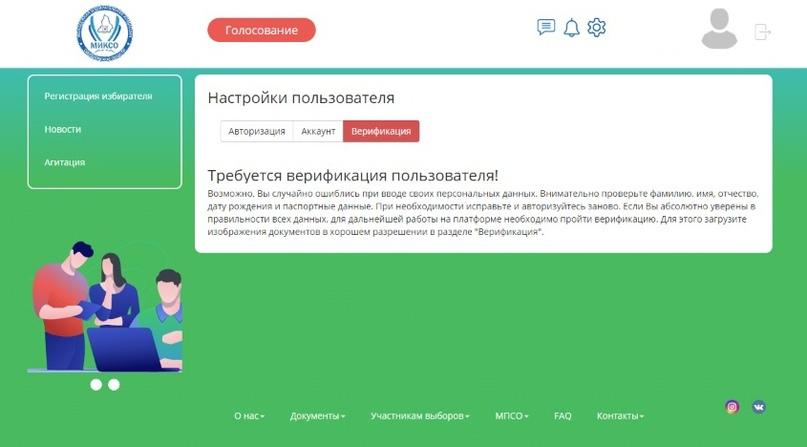 МИКСО
Голосование
Регистрация избирателя
Новости
Агитация
Настройки пользователя
Авторизация Аккаунт Верификация
Требуется верификация пользователя!
Возможно, Вы случайно ошиблись при вводе своих персональных данных. Внимательно проверьте фамилию, имя, отчество,
дату рождения и паспортные данные. При необходимости исправьте и авторизуйтесь заново. Если Вы абсолютно уверены в
правильности всех данных, для дальнейшей работы на платформе необходимо пройти верификацию. Для этого загрузите
изображения документов в хорошем разрешении в разделе "Верификация".
О нас Документы Участникам выборов МПСО FAQ Контакты